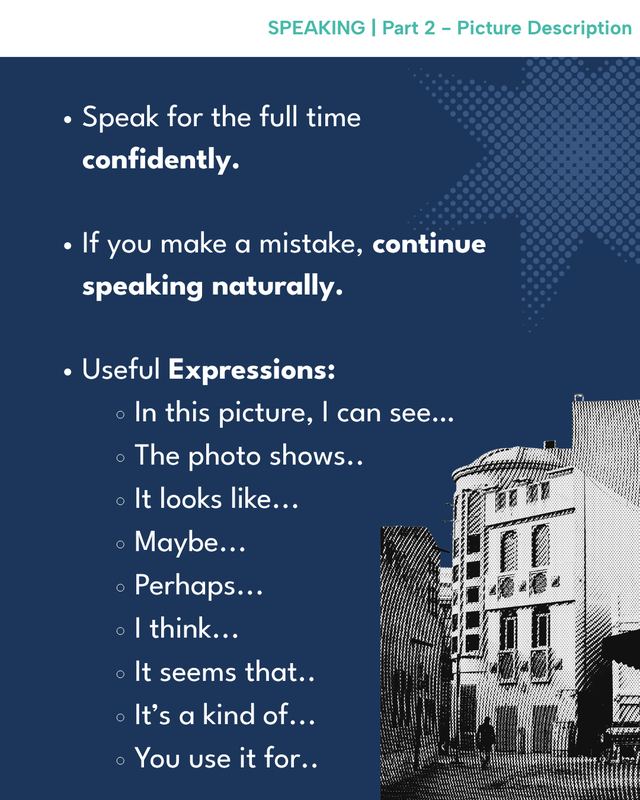 SPEAKING | Part 2 – Picture Description
• Speak for the full time
confidently.
• If you make a mistake, continue
speaking naturally.
• Useful Expressions:
○ In this picture, I can see...
○ The photo shows..
○ It looks like...
○ Maybe...
○ Perhaps...
○ I think...
○ It seems that..
○ It’s a kind of...
○ You use it for..